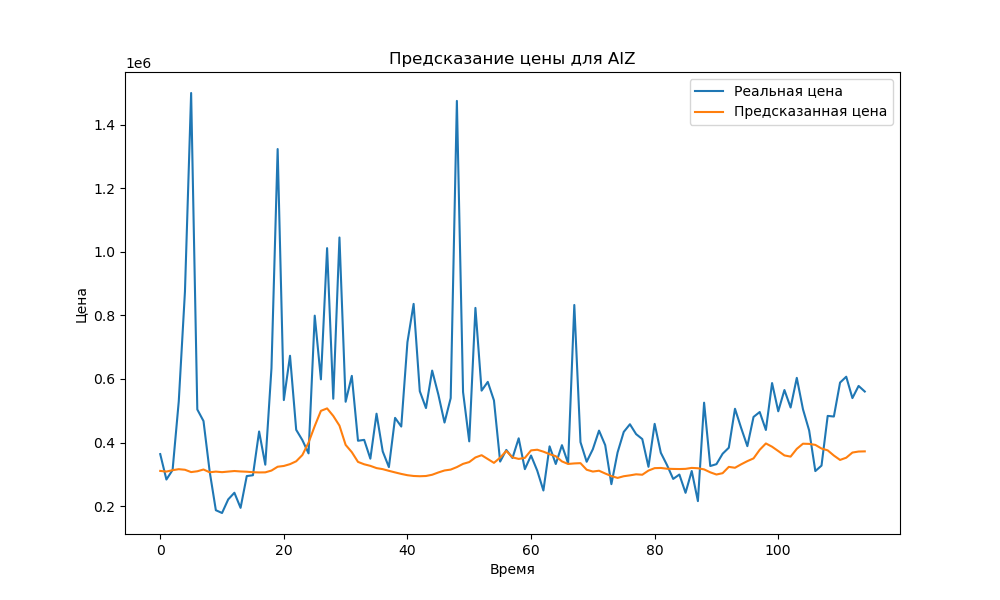 Предсказание цены для AIZ
1e6
Реальная цена
Предсказанная цена
1.4
1.2
1.0
0.8
0.6
0.4
0.2
Цена
0 20 40 60 80 100
Время